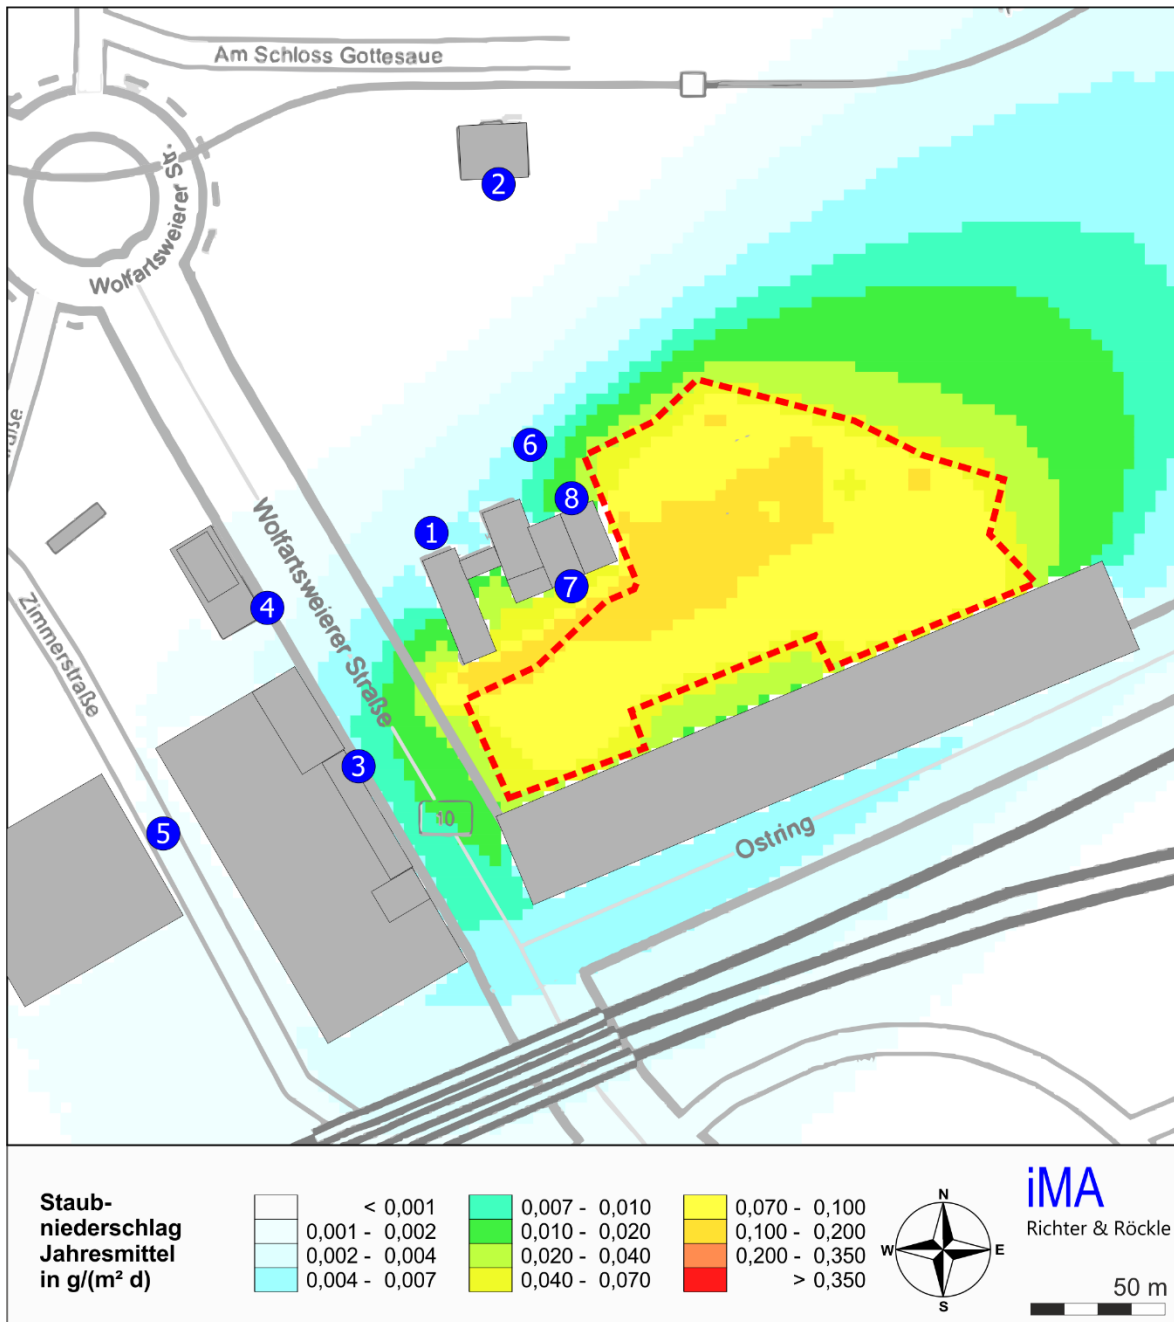 Am Schloss Gottesaue
Wolfartsweierer Str.
2
6
8
1
7
Wolfartsweierer Straße
4
Zimmerstraße
3
5
10
Ostring
Staub-
niederschlag
Jahresmittel
in g/(m² d)
< 0,001
0,001 - 0,002
0,002 - 0,004
0,004 - 0,007
0,007 - 0,010
0,010 - 0,020
0,020 - 0,040
0,040 - 0,070
0,070 - 0,100
0,100 - 0,200
0,200 - 0,350
> 0,350
N
W E
S
iMA
Richter & Röckle
50 m